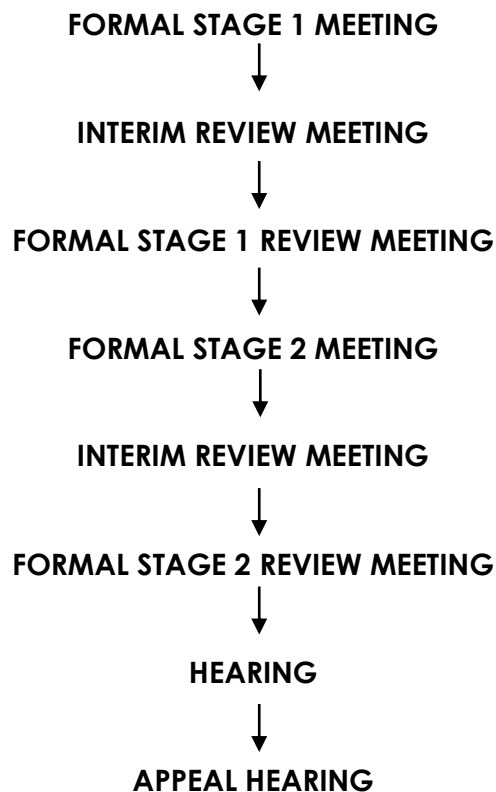 FORMAL STAGE 1 MEETING
INTERIM REVIEW MEETING
FORMAL STAGE 1 REVIEW MEETING
FORMAL STAGE 2 MEETING
INTERIM REVIEW MEETING
FORMAL STAGE 2 REVIEW MEETING
HEARING
APPEAL HEARING